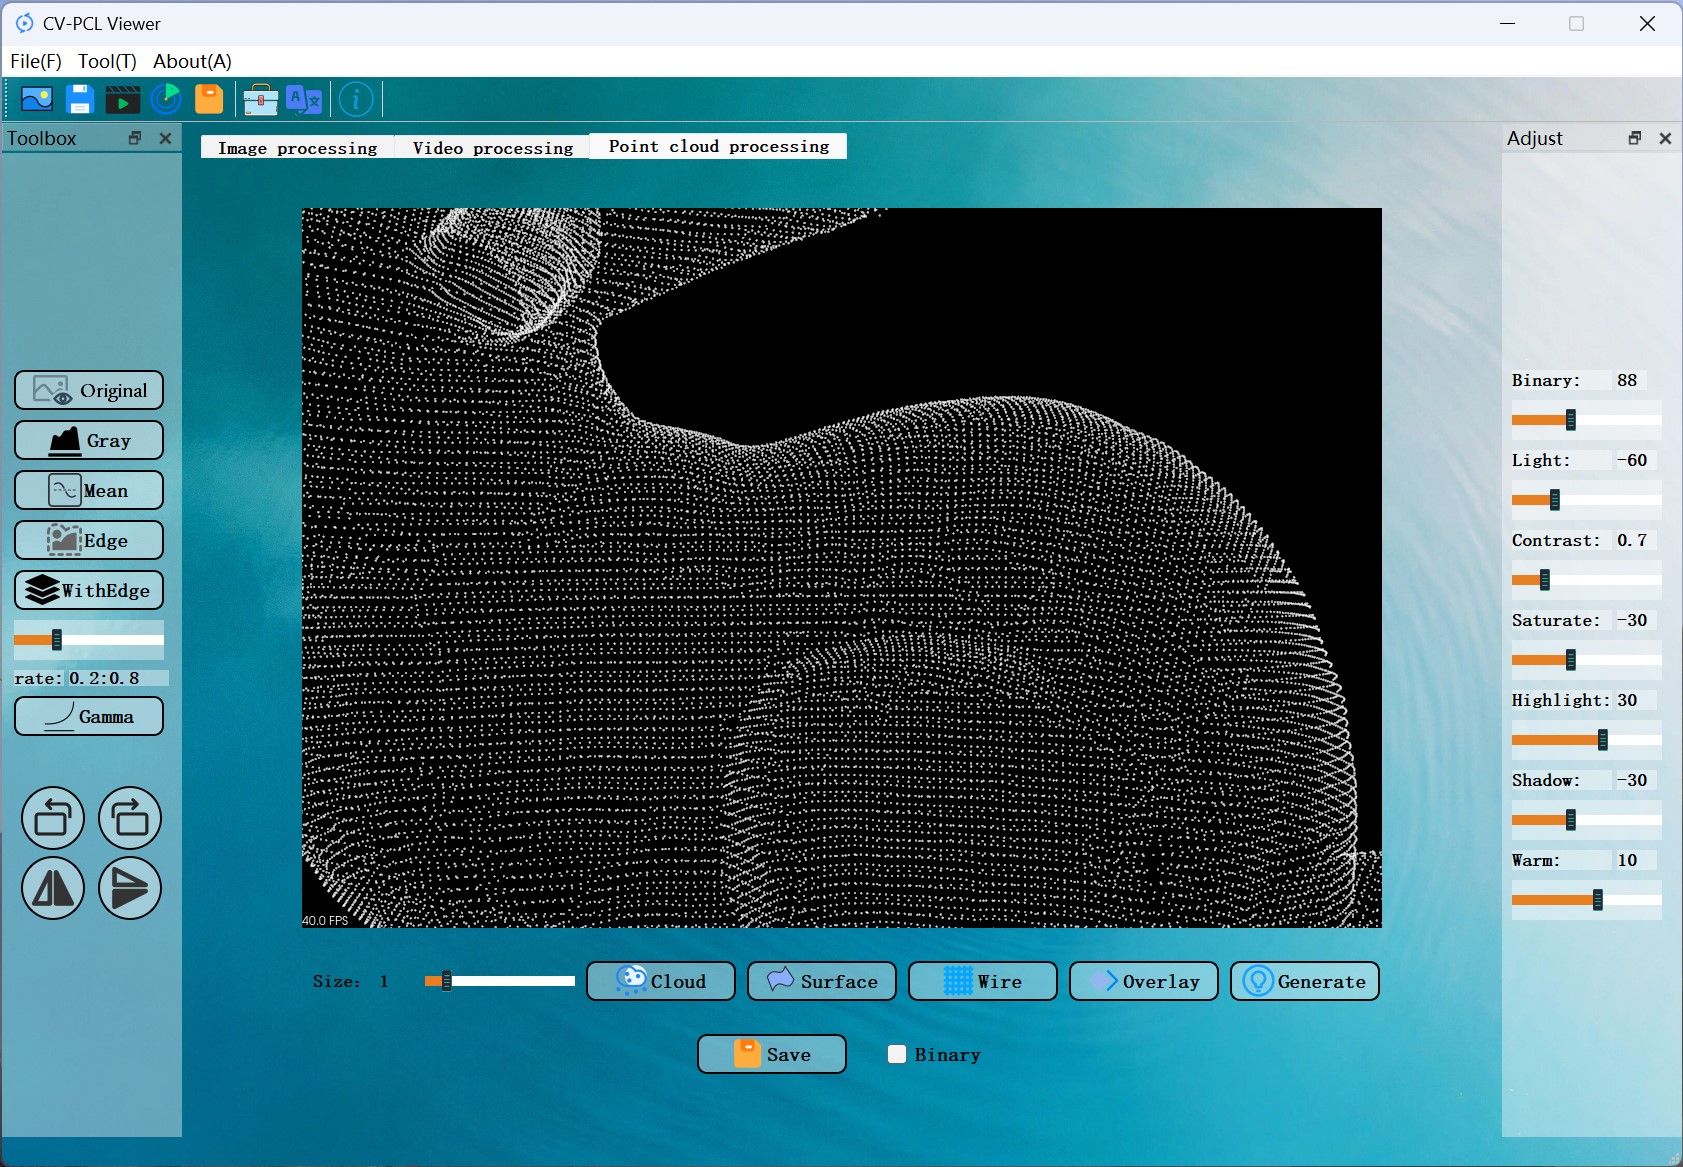 CV-PCL Viewer
File(F) Tool(T) About(A)
Toolbox
Image processing Video processing Point cloud processing
Adjust
Original
Gray
Mean
Edge
WithEdge
rate: 0.2:0.8
Gamma
40.0 FPS
Size: 1
Cloud
Surface
Wire
Overlay
Generate
Save
Binary
Binary: 88
Light: -60
Contrast: 0.7
Saturate: -30
Highlight: 30
Shadow: -30
Warm: 10